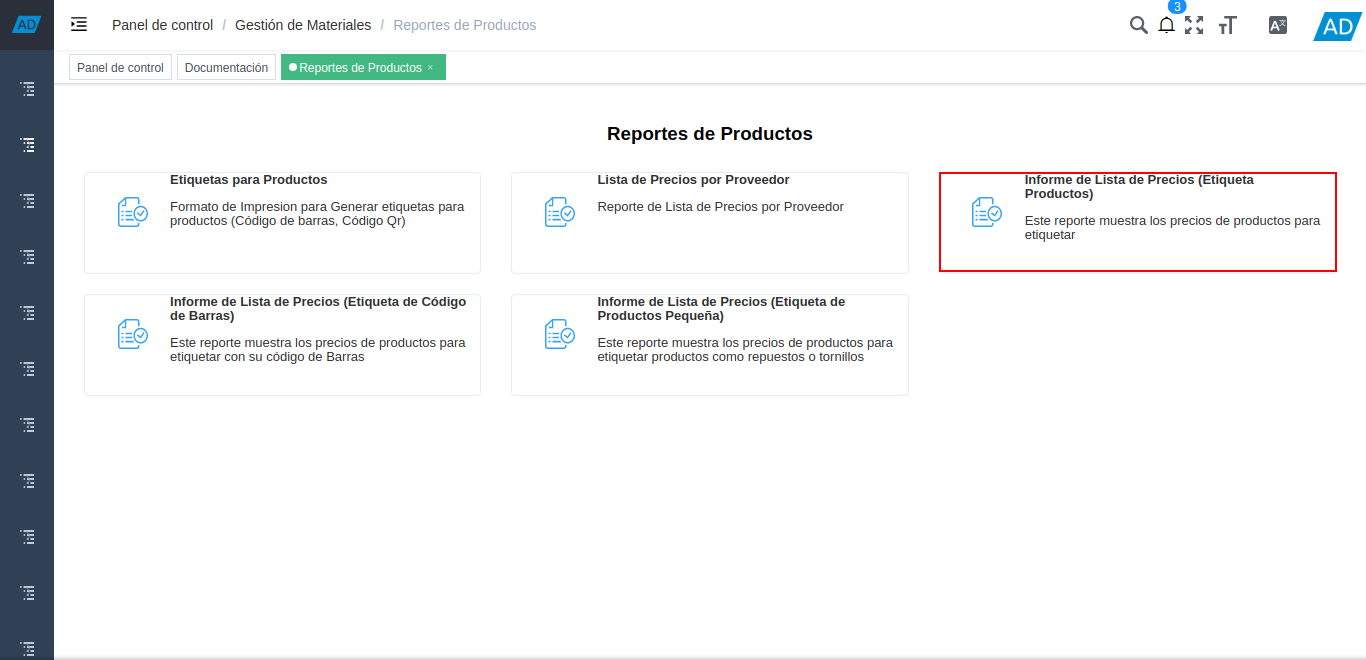 AD
Panel de control / Gestión de Materiales / Reportes de Productos
3
A文
AD
Panel de control
Documentación
Reportes de Productos ×
Reportes de Productos
Etiquetas para Productos
Formato de Impresion para Generar etiquetas para
productos (Código de barras, Código Qr)
Lista de Precios por Proveedor
Reporte de Lista de Precios por Proveedor
Informe de Lista de Precios (Etiqueta
Productos)
Este reporte muestra los precios de productos para
etiquetar
Informe de Lista de Precios (Etiqueta de Código
de Barras)
Este reporte muestra los precios de productos para
etiquetar con su código de Barras
Informe de Lista de Precios (Etiqueta de
Productos Pequeña)
Este reporte muestra los precios de productos para
etiquetar productos como repuestos o tornillos